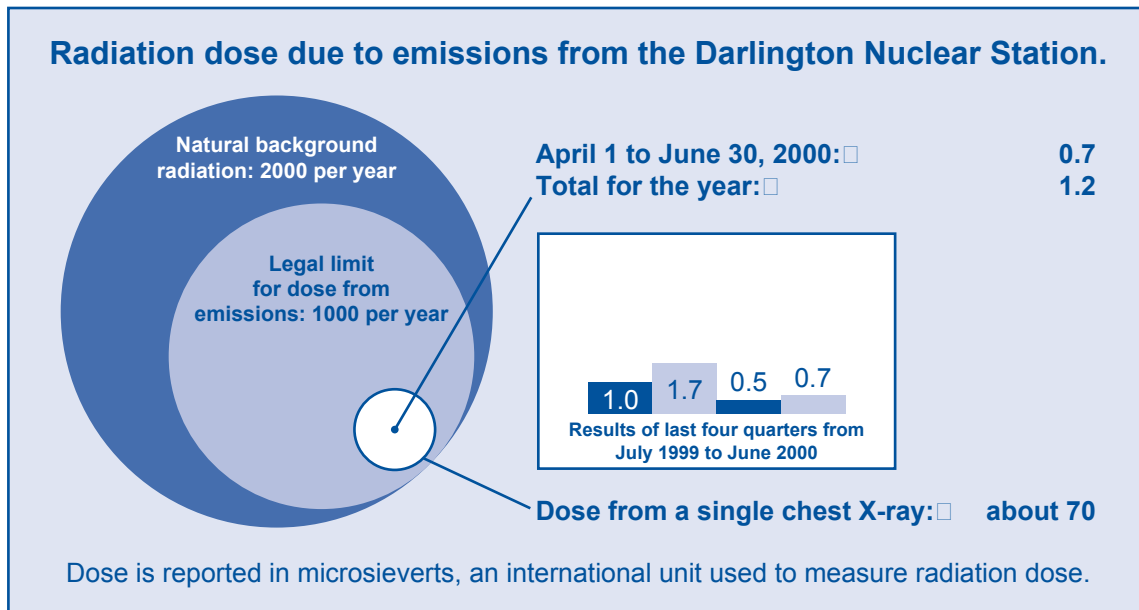 Radiation dose due to emissions from the Darlington Nuclear Station.
Natural background
radiation: 2000 per year
Legal limit
for dose from
emissions: 1000 per year
April 1 to June 30, 2000:□ 0.7
Total for the year:□ 1.2
1.0 1.7 0.5 0.7
Results of last four quarters from
July 1999 to June 2000
Dose from a single chest X-ray:□ about 70
Dose is reported in microsieverts, an international unit used to measure radiation dose.